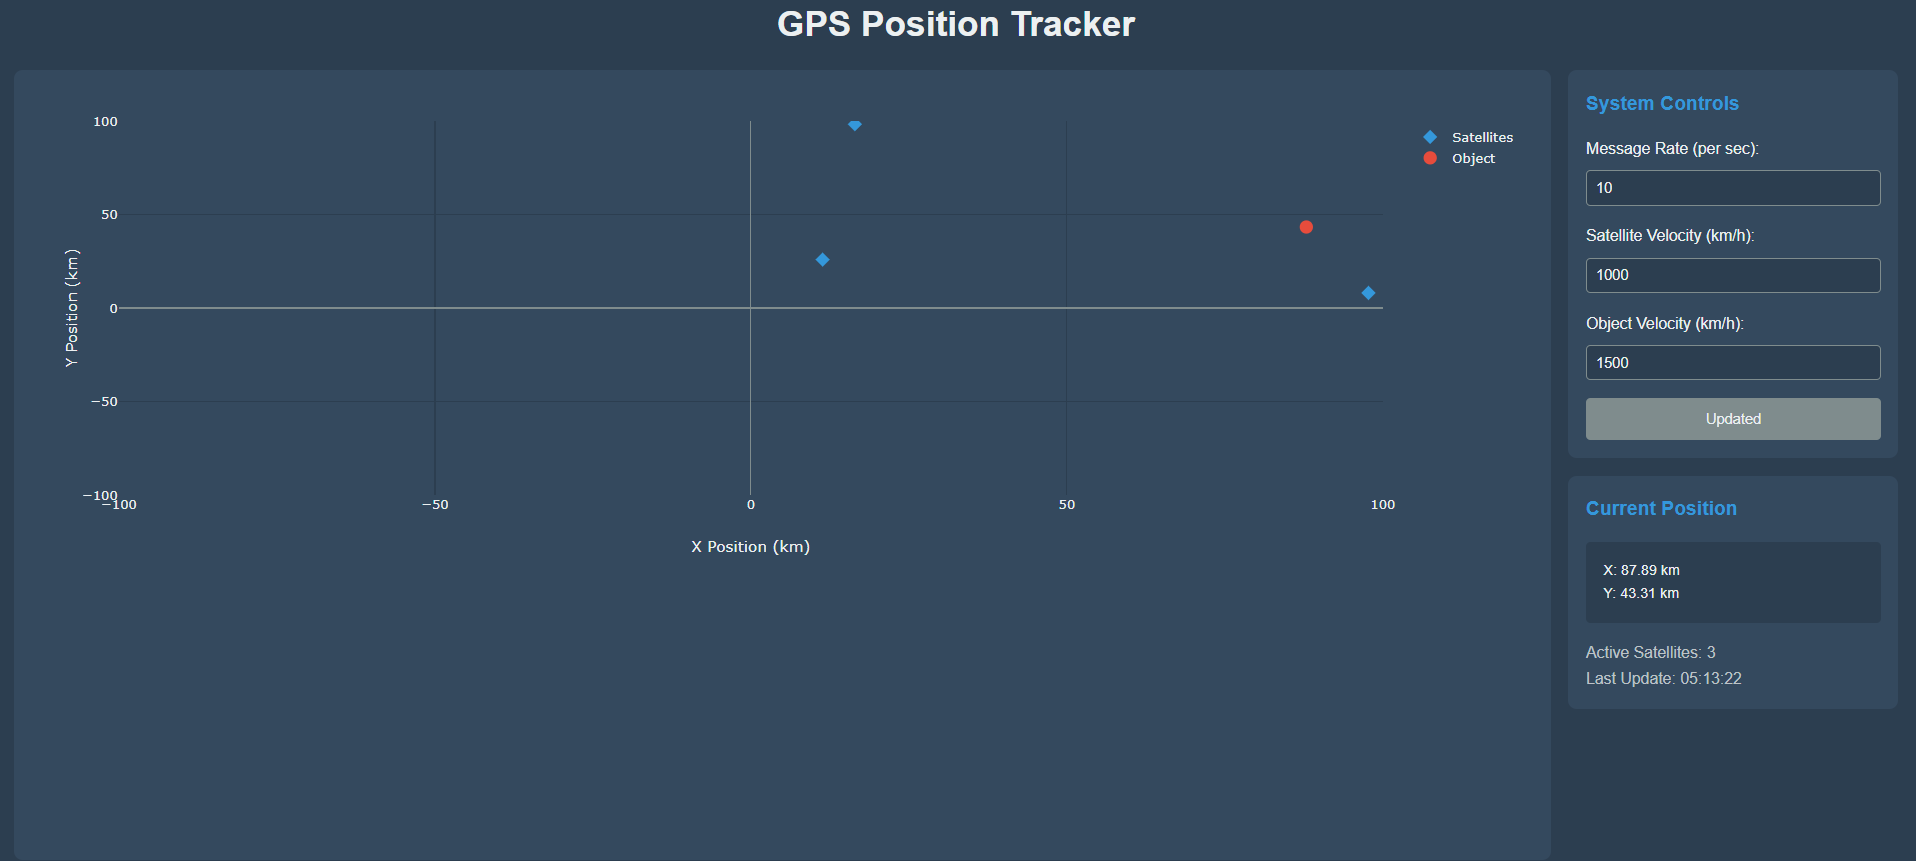 GPS Position Tracker
100
50
0
−50
−100
−100
−50
0
50
100
Y Position (km)
X Position (km)
Satellites
Object
System Controls
Message Rate (per sec):
10
Satellite Velocity (km/h):
1000
Object Velocity (km/h):
1500
Updated
Current Position
X: 87.89 km
Y: 43.31 km
Active Satellites: 3
Last Update: 05:13:22